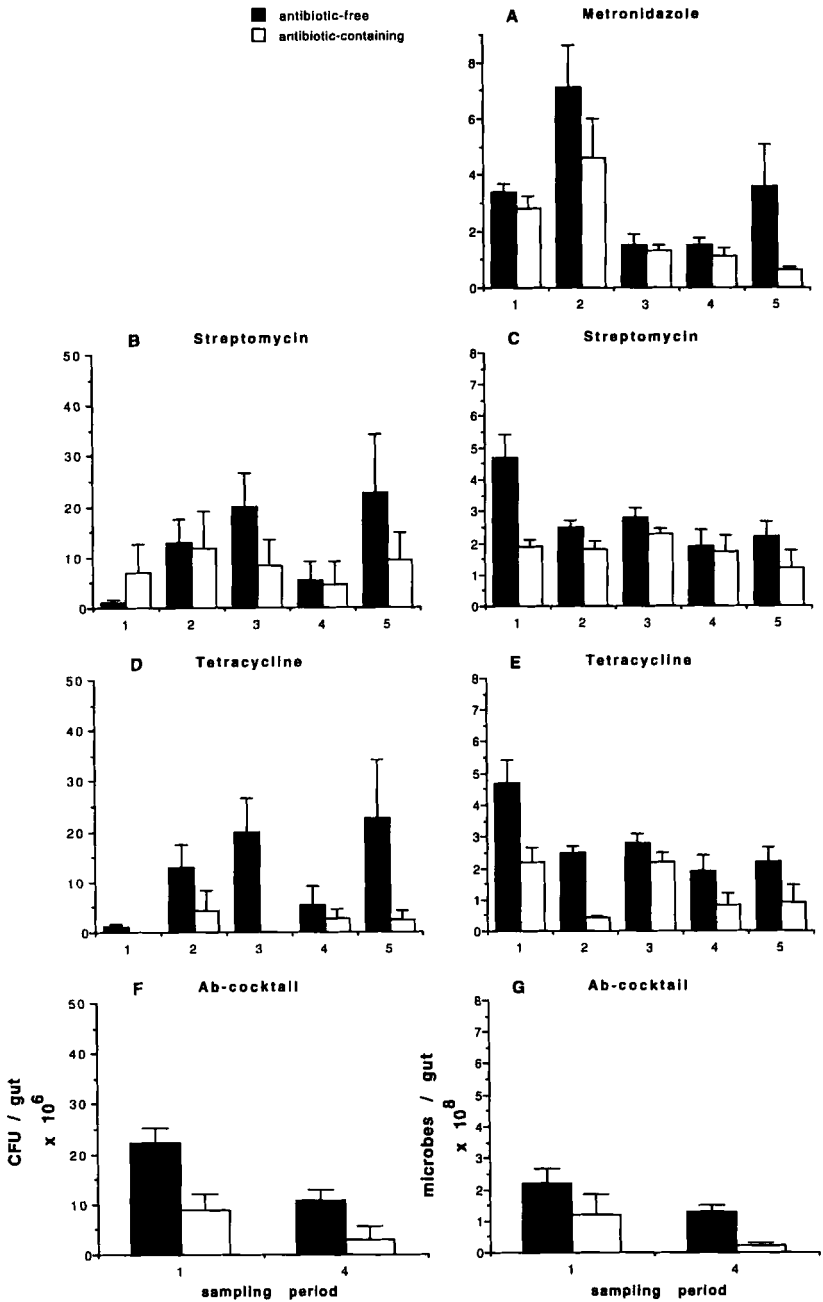 antibiotic-free
antibiotic-containing
A Metronidazole
8
6
4
2
0
1 2 3 4 5
B Streptomycin
50
40
30
20
10
0
1 2 3 4 5
C Streptomycin
8
7
6
5
4
3
2
1
0
1 2 3 4 5
D Tetracycline
50
40
30
20
10
0
1 2 3 4 5
E Tetracycline
8
7
6
5
4
3
2
1
0
1 2 3 4 5
F Ab-cocktail
CFU / gut
x 10⁶
50
40
30
20
10
0
1 4
sampling period
G Ab-cocktail
microbes / gut
x 10⁸
8
7
6
5
4
3
2
1
0
1 4
sampling period